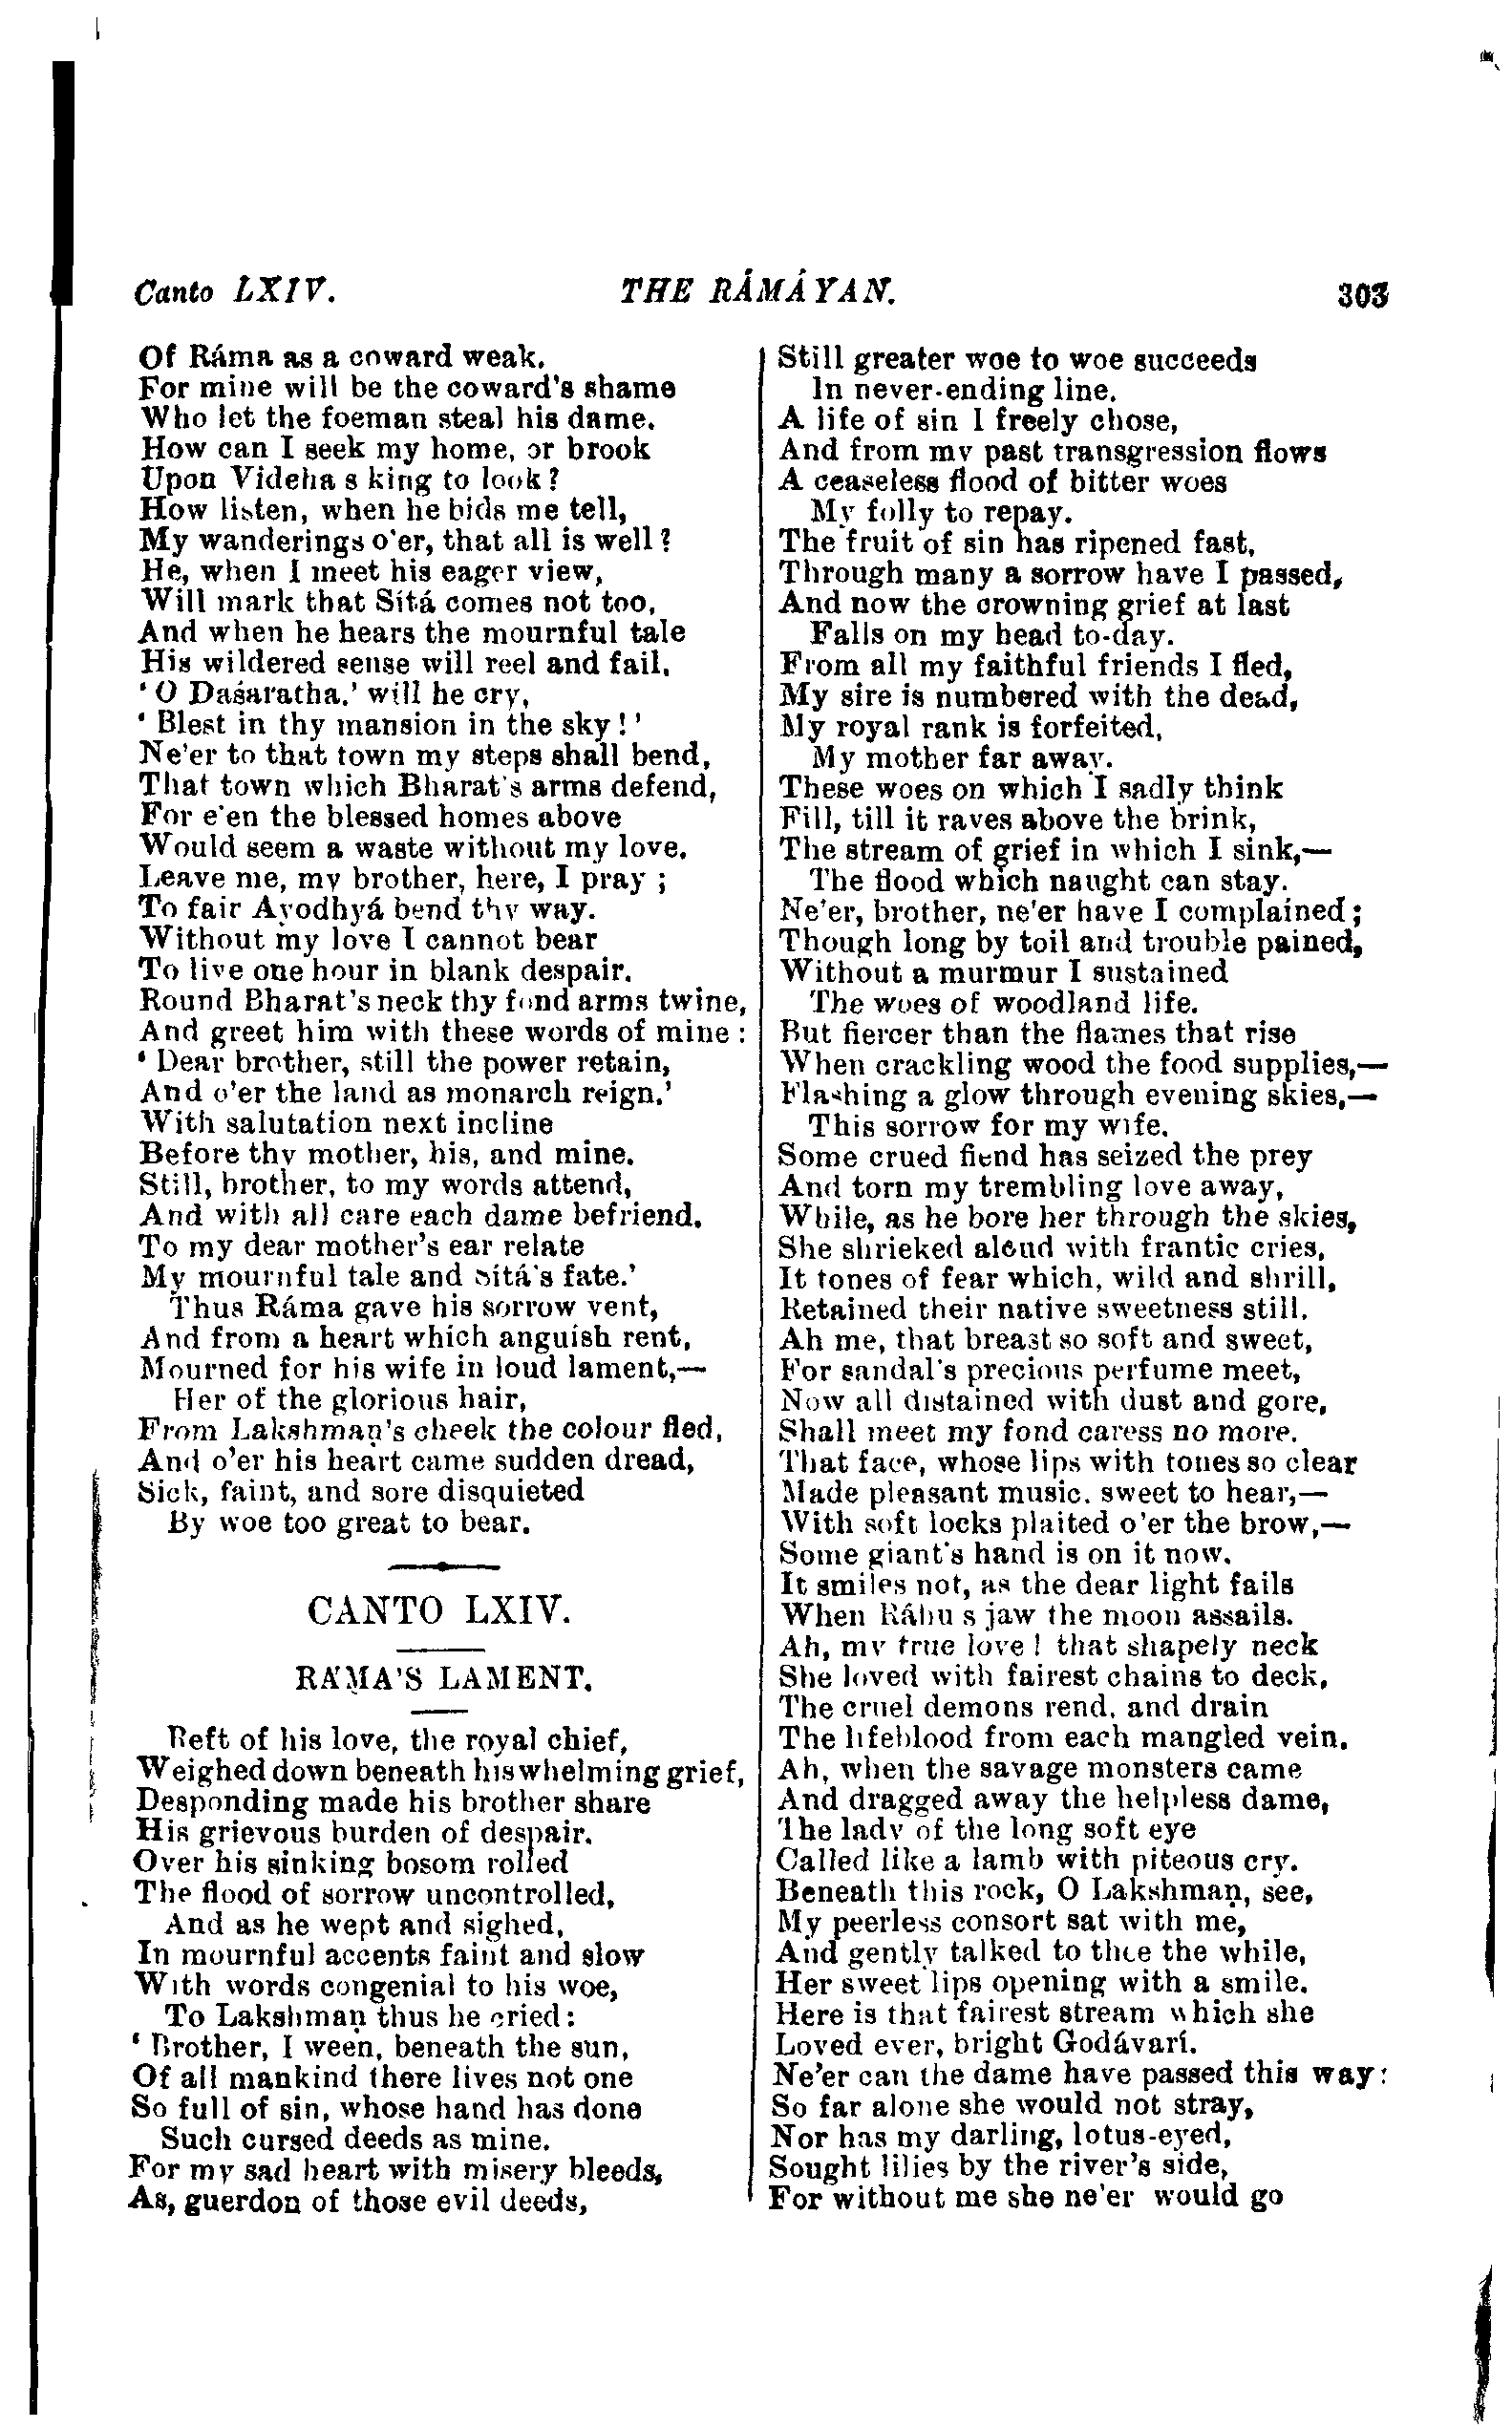 Canto LXIV. THE RÁMÁYAN. 303
Of Ráma as a coward weak.
For mine will be the coward's shame
Who let the foeman steal his dame.
How can I seek my home, or brook
Upon Videha s king to look?
How listen, when he bids me tell,
My wanderings o'er, that all is well?
He, when I meet his eager view,
Will mark that Sítá comes not too,
And when he hears the mournful tale
His wildered sense will reel and fail.
'O Daśaratha.' will he cry,
'Blest in thy mansion in the sky!'
Ne'er to that town my steps shall bend,
That town which Bharat's arms defend,
For e'en the blessed homes above
Would seem a waste without my love.
Leave me, my brother, here, I pray;
To fair Ayodhyá bend thy way.
Without my love I cannot bear
To live one hour in blank despair.
Round Bharat's neck thy fond arms twine,
And greet him with these words of mine:
'Dear brother, still the power retain,
And o'er the land as monarch reign.'
With salutation next incline
Before thy mother, his, and mine.
Still, brother, to my words attend,
And with all care each dame befriend.
To my dear mother's ear relate
My mournful tale and Sítá's fate.'
Thus Ráma gave his sorrow vent,
And from a heart which anguish rent,
Mourned for his wife in loud lament,—
Her of the glorious hair,
From Lakshmaṇ's cheek the colour fled,
And o'er his heart came sudden dread,
Sick, faint, and sore disquieted
By woe too great to bear.
CANTO LXIV.
RÁMA'S LAMENT.
Reft of his love, the royal chief,
Weighed down beneath his whelming grief,
Desponding made his brother share
His grievous burden of despair.
Over his sinking bosom rolled
The flood of sorrow uncontrolled,
And as he wept and sighed,
In mournful accents faint and slow
With words congenial to his woe,
To Lakshmaṇ thus he cried:
'Brother, I ween, beneath the sun,
Of all mankind there lives not one
So full of sin, whose hand has done
Such cursed deeds as mine.
For my sad heart with misery bleeds,
As, guerdon of those evil deeds,
Still greater woe to woe succeeds
In never-ending line.
A life of sin I freely chose,
And from my past transgression flows
A ceaseless flood of bitter woes
My folly to repay.
The fruit of sin has ripened fast,
Through many a sorrow have I passed,
And now the crowning grief at last
Falls on my head to-day.
From all my faithful friends I fled,
My sire is numbered with the dead,
My royal rank is forfeited,
My mother far away.
These woes on which I sadly think
Fill, till it raves above the brink,
The stream of grief in which I sink,—
The flood which naught can stay.
Ne'er, brother, ne'er have I complained;
Though long by toil and trouble pained,
Without a murmur I sustained
The woes of woodland life.
But fiercer than the flames that rise
When crackling wood the food supplies,—
Flashing a glow through evening skies,—
This sorrow for my wife.
Some crued fiend has seized the prey
And torn my trembling love away,
While, as he bore her through the skies,
She shrieked aloud with frantic cries,
It tones of fear which, wild and shrill,
Retained their native sweetness still.
Ah me, that breast so soft and sweet,
For sandal's precious perfume meet,
Now all distained with dust and gore,
Shall meet my fond caress no more.
That face, whose lips with tones so clear
Made pleasant music. sweet to hear,—
With soft locks plaited o'er the brow,—
Some giant's hand is on it now.
It smiles not, as the dear light fails
When Ráhu s jaw the moon assails.
Ah, my true love! that shapely neck
She loved with fairest chains to deck,
The cruel demons rend, and drain
The lifeblood from each mangled vein.
Ah, when the savage monsters came
And dragged away the helpless dame,
The lady of the long soft eye
Called like a lamb with piteous cry.
Beneath this rock, O Lakshmaṇ, see,
My peerless consort sat with me,
And gently talked to thee the while,
Her sweet lips opening with a smile.
Here is that fairest stream which she
Loved ever, bright Godávarí.
Ne'er can the dame have passed this way:
So far alone she would not stray,
Nor has my darling, lotus-eyed,
Sought lilies by the river's side,
For without me she ne'er would go